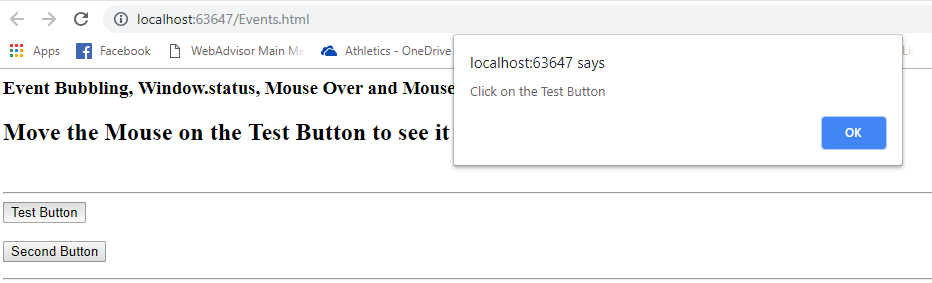 localhost:63647/Events.html
Apps Facebook WebAdvisor Main Me Athletics - OneDrive
localhost:63647 says
Click on the Test Button
OK
Event Bubbling, Window.status, Mouse Over and Mouse
Move the Mouse on the Test Button to see it
Test Button
Second Button